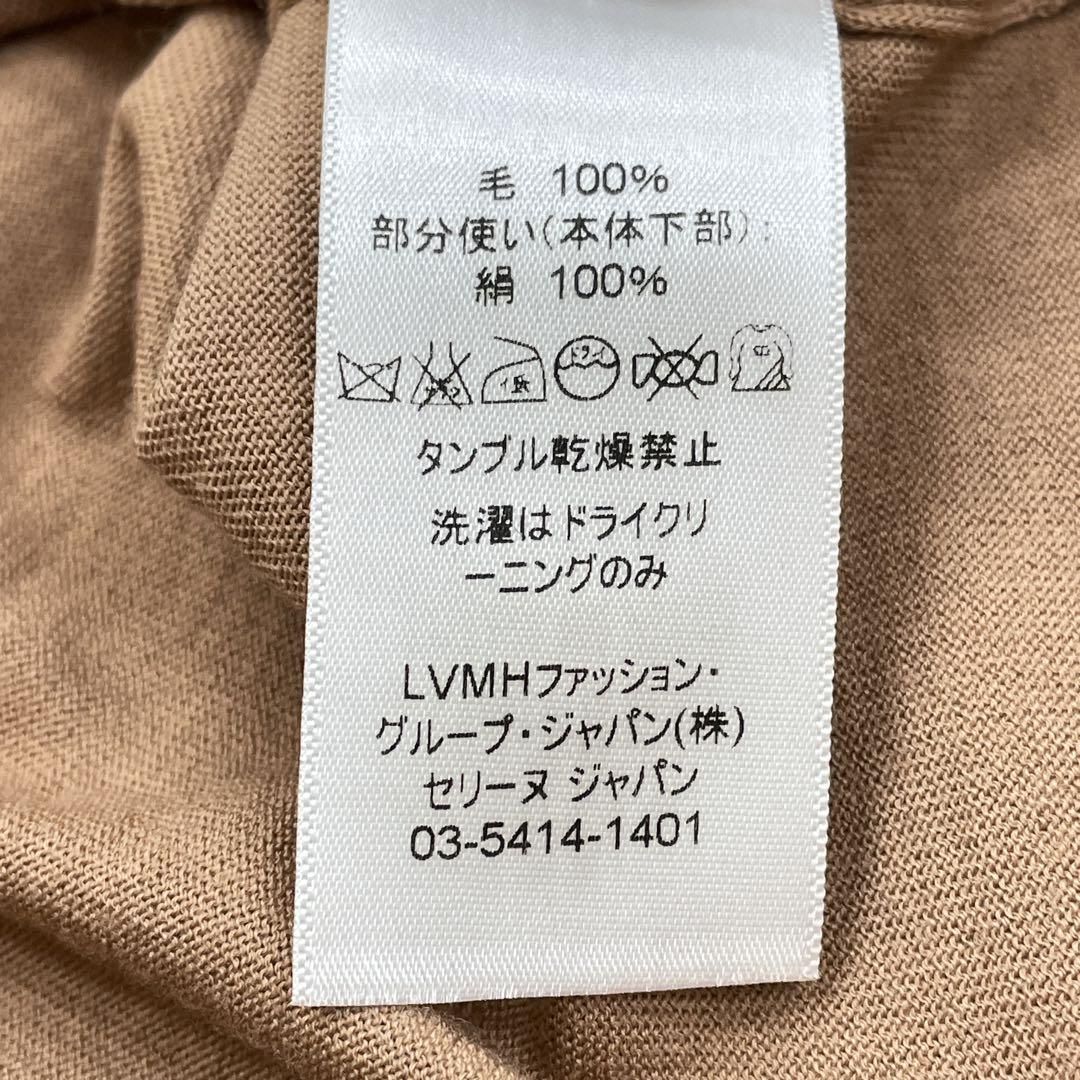 毛 100%
部分使い(本体下部):
絹 100%
ドライ
タンブル乾燥禁止
洗濯はドライクリ
ーニングのみ
LVMHファッション・
グループ・ジャパン(株)
セリーヌ ジャパン
03-5414-1401